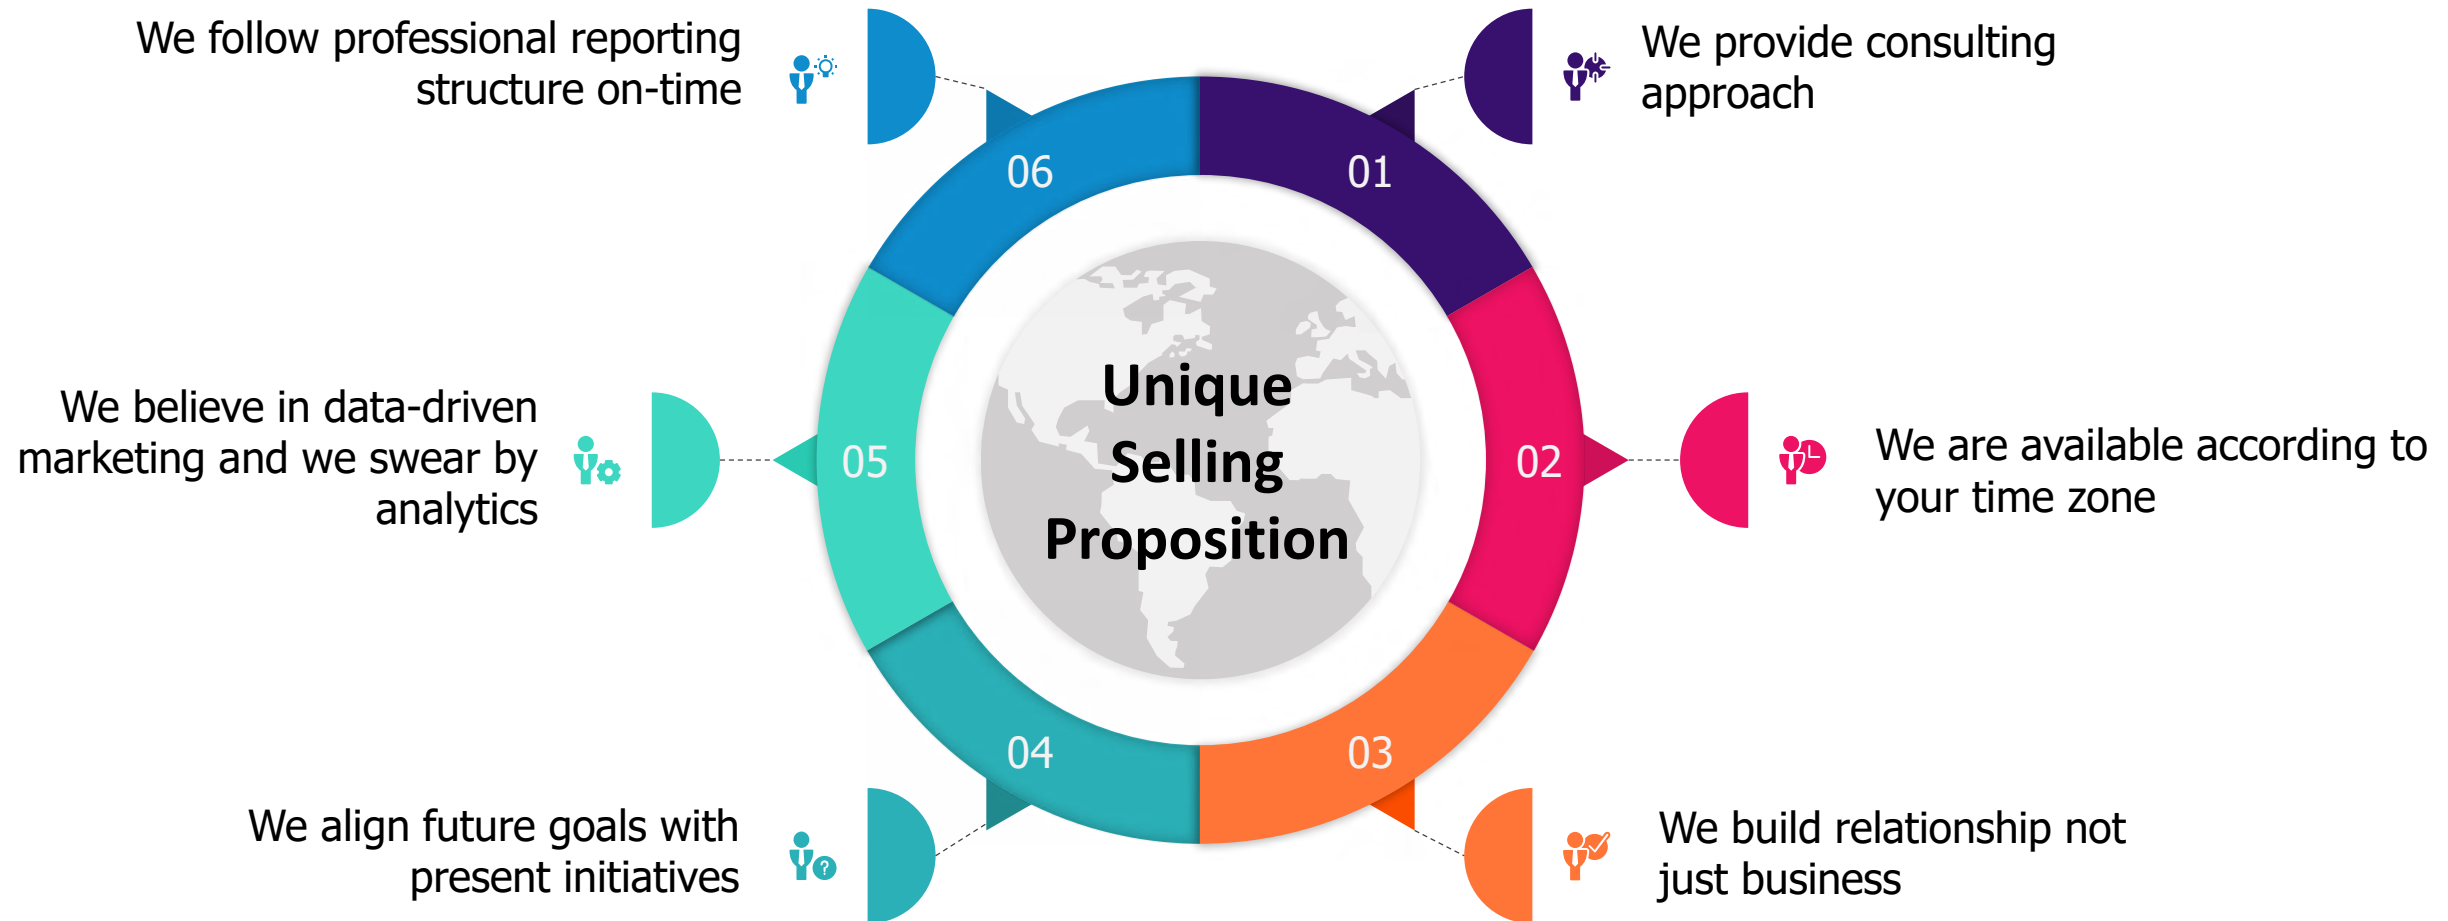 We follow professional reporting
structure on-time
We provide consulting
approach
06
01
Unique
Selling
Proposition
We believe in data-driven
marketing and we swear by
analytics
05
02
We are available according to
your time zone
04
03
We align future goals with
present initiatives
?
We build relationship not
just business